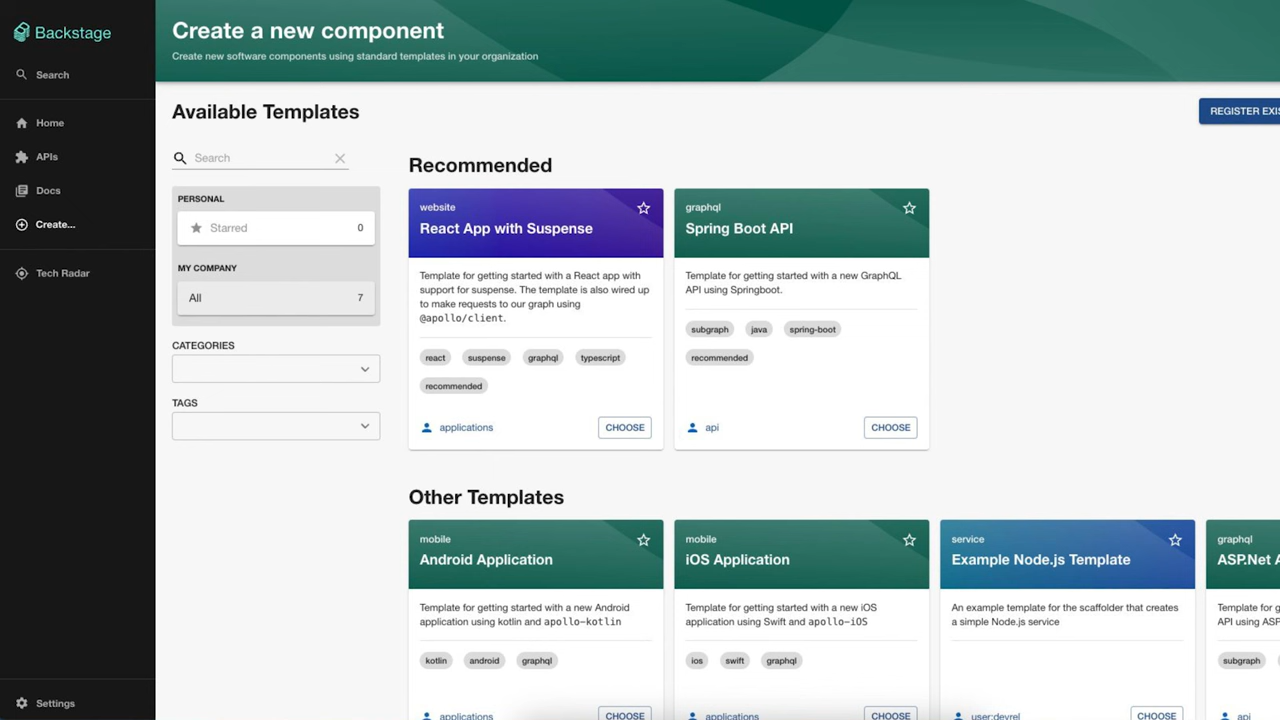 Backstage
Search
Home
APIs
Docs
Create...
Tech Radar
Settings
Create a new component
Create new software components using standard templates in your organization
Available Templates
REGISTER
Search
PERSONAL
Starred 0
MY COMPANY
All 7
CATEGORIES
TAGS
Recommended
website
React App with Suspense
Template for getting started with a React app with
support for suspense. The template is also wired up
to make requests to our graph using
@apollo/client.
react suspense graphql typescript
recommended
applications CHOOSE
graphql
Spring Boot API
Template for getting started with a new GraphQL
API using Springboot.
subgraph java spring-boot
recommended
api CHOOSE
Other Templates
mobile
Android Application
Template for getting started with a new Android
application using kotlin and apollo-kotlin
kotlin android graphql
applications CHOOSE
mobile
iOS Application
Template for getting started with a new iOS
application using Swift and apollo-iOS
ios swift graphql
applications CHOOSE
service
Example Node.js Template
An example template for the scaffolder that creates
a simple Node.js service
user:devrel CHOOSE
graphql
ASP.Net
Template for
API using
subgraph
api